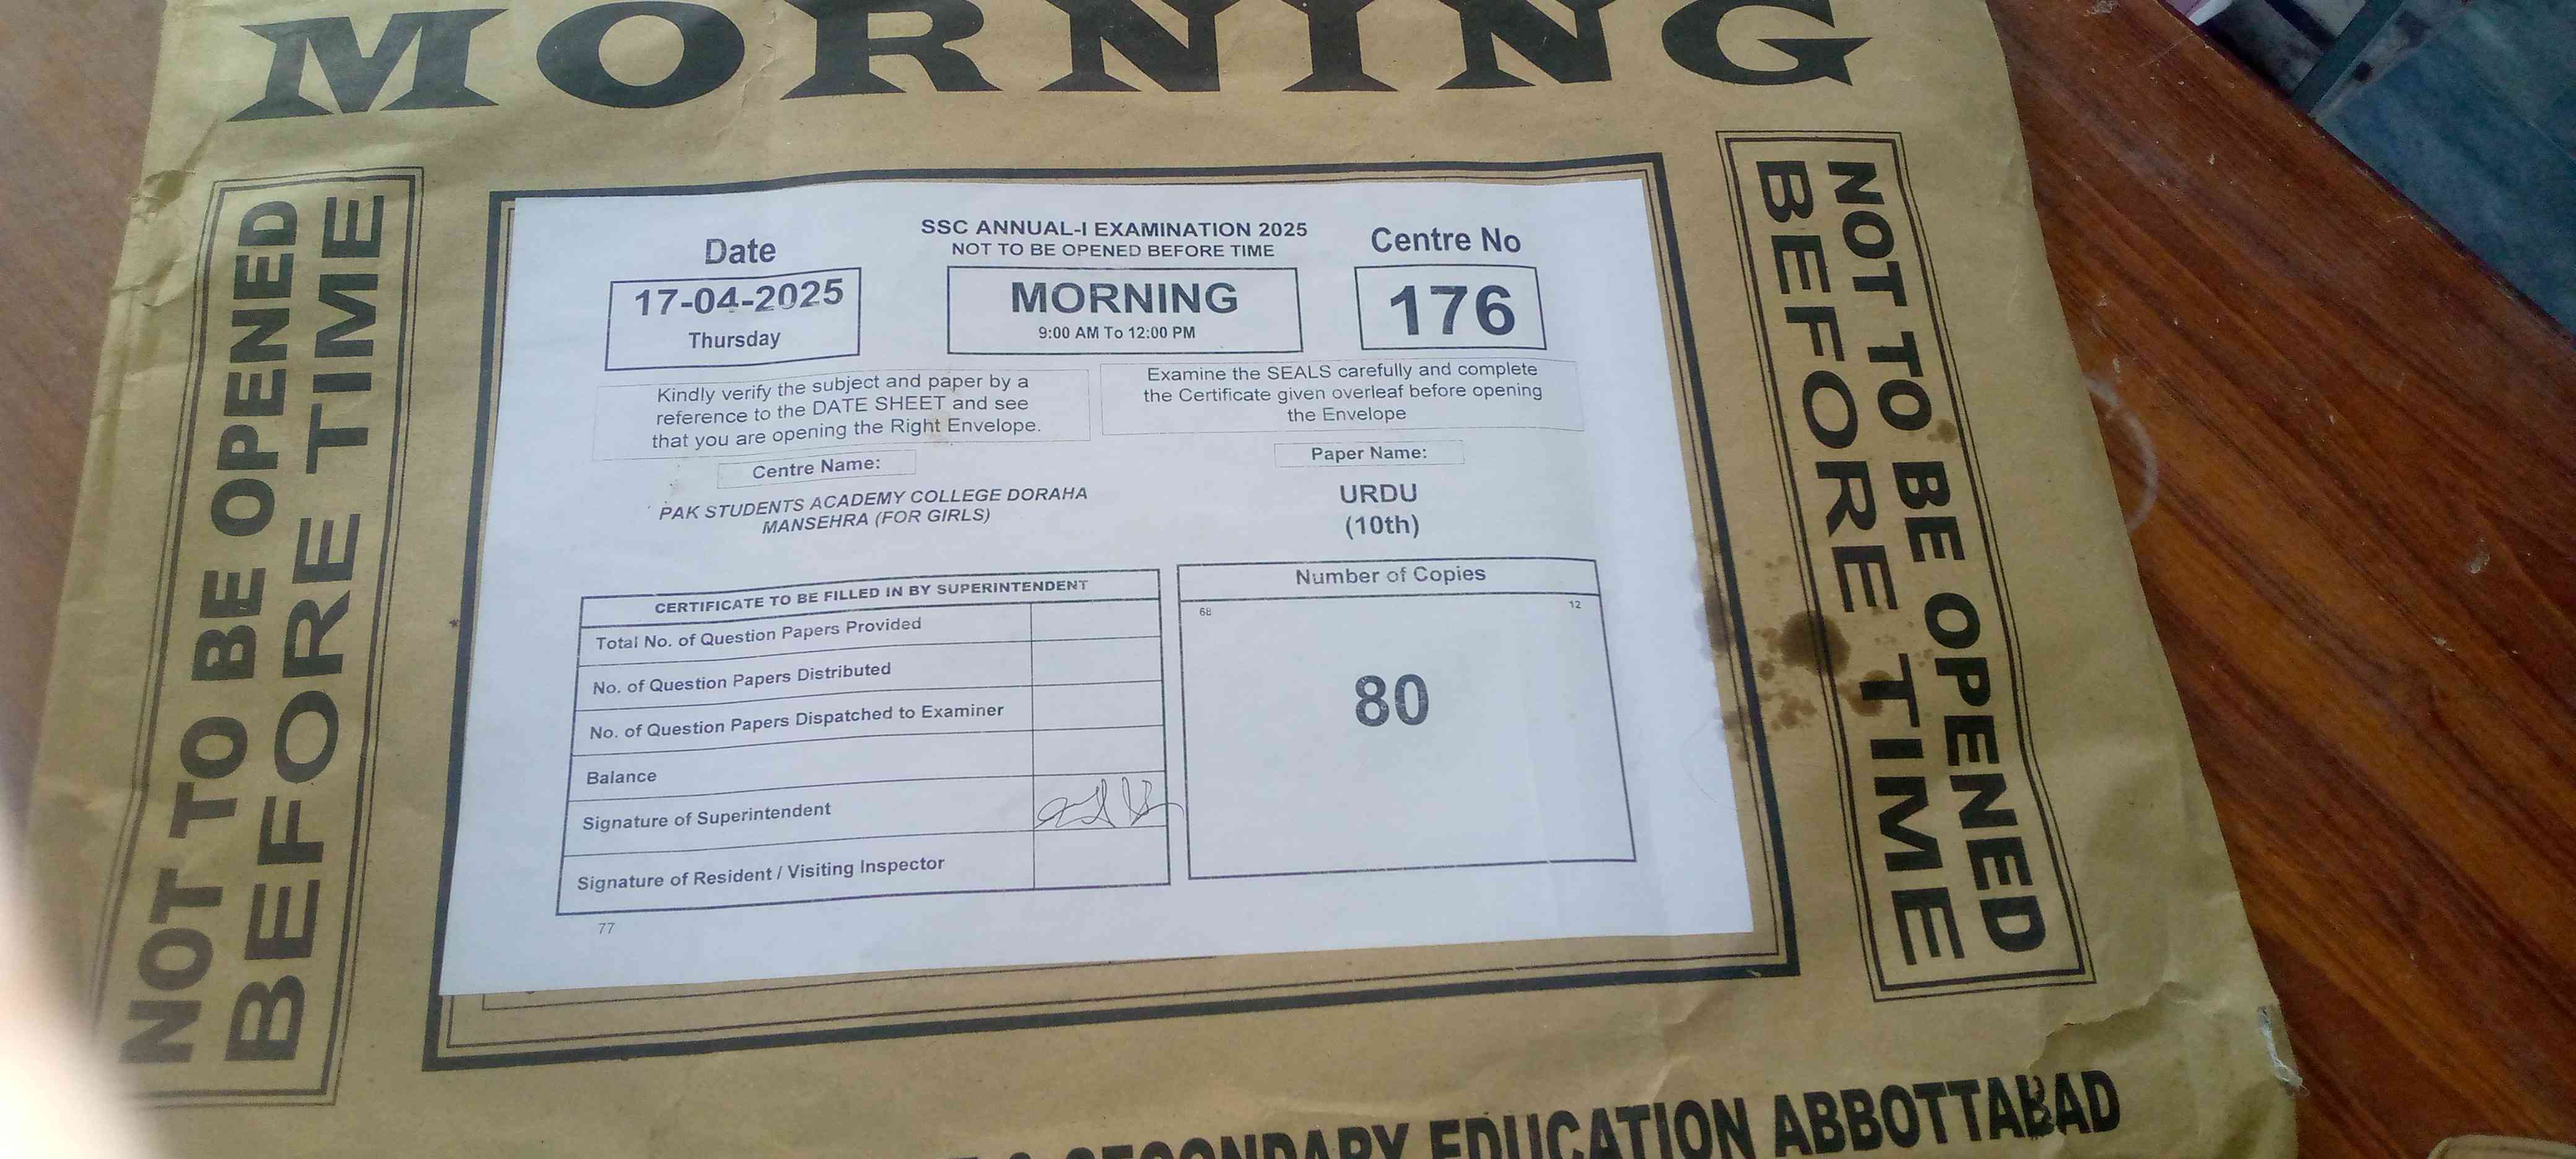 MORNING
NOT TO BE OPENED
BEFORE TIME
SSC ANNUAL-I EXAMINATION 2025
NOT TO BE OPENED BEFORE TIME
Date
17-04-2025
Thursday
MORNING
9:00 AM To 12:00 PM
Centre No
176
Kindly verify the subject and paper by a
reference to the DATE SHEET and see
that you are opening the Right Envelope.
Examine the SEALS carefully and complete
the Certificate given overleaf before opening
the Envelope
Centre Name:
PAK STUDENTS ACADEMY COLLEGE DORAHA
MANSEHRA (FOR GIRLS)
Paper Name:
URDU
(10th)
CERTIFICATE TO BE FILLED IN BY SUPERINTENDENT
Total No. of Question Papers Provided
No. of Question Papers Distributed
No. of Question Papers Dispatched to Examiner
Balance
Signature of Superintendent
Signature of Resident / Visiting Inspector
Number of Copies
68 12
80
77
NOT TO BE OPENED
BEFORE TIME
& SECONDARY EDUCATION ABBOTTABAD